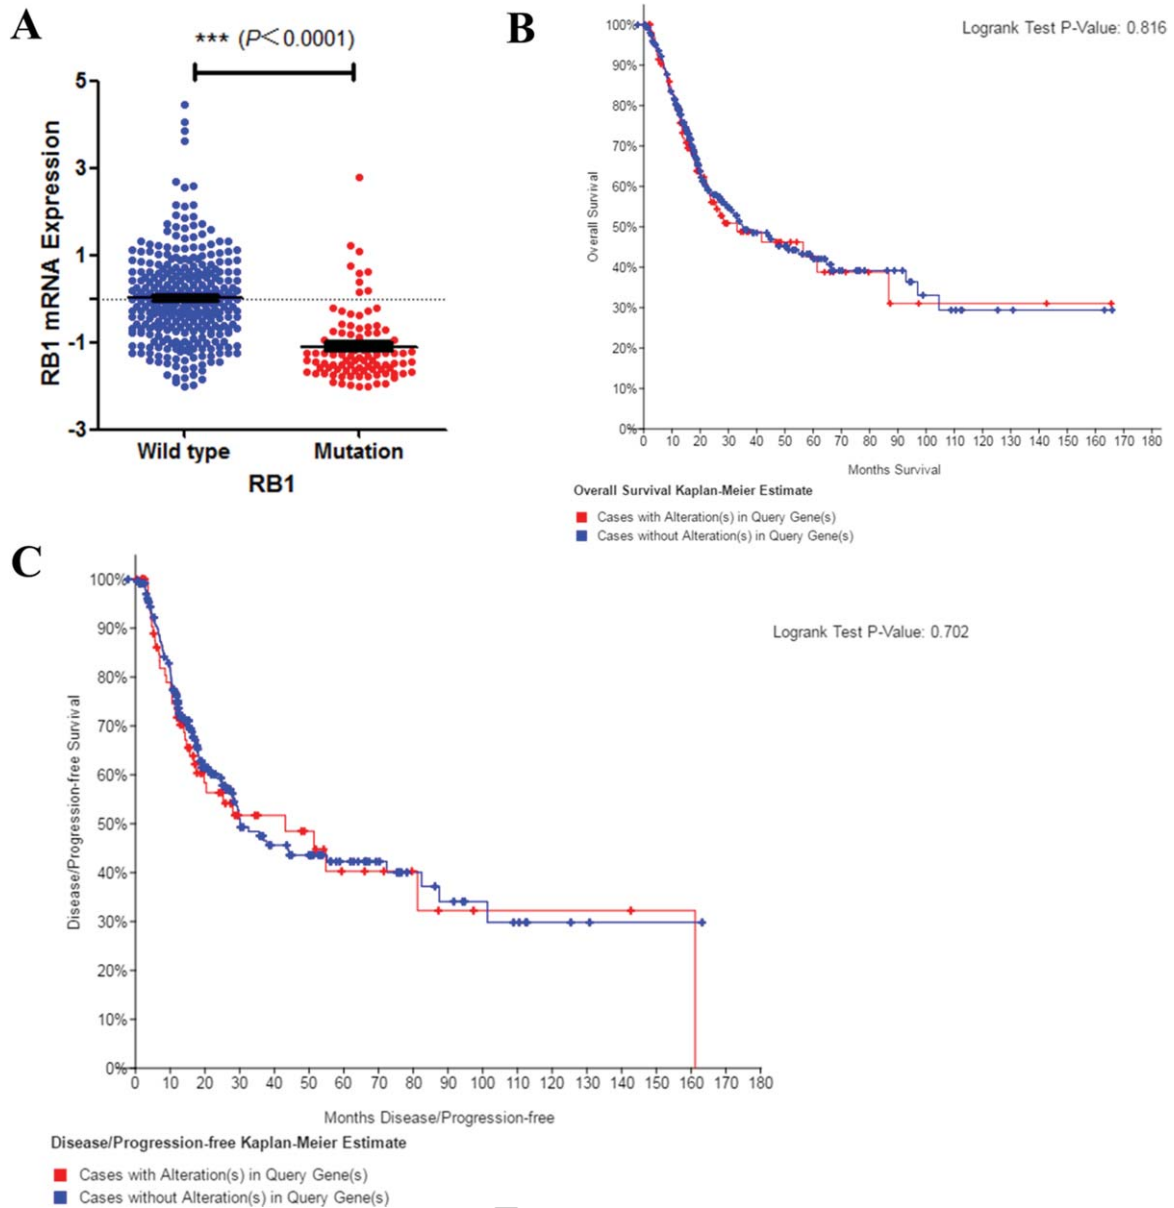 A
*** (P<0.0001)
5
3
1
-1
-3
RB1 mRNA Expression
Wild type Mutation
RB1
B
Logrank Test P-Value: 0.816
100%
90%
80%
70%
60%
50%
40%
30%
20%
10%
0%
Overall Survival
0 10 20 30 40 50 60 70 80 90 100 110 120 130 140 150 160 170 180
Months Survival
Overall Survival Kaplan-Meier Estimate
Cases with Alteration(s) in Query Gene(s)
Cases without Alteration(s) in Query Gene(s)
C
Logrank Test P-Value: 0.702
100%
90%
80%
70%
60%
50%
40%
30%
20%
10%
0%
Disease/Progression-free Survival
0 10 20 30 40 50 60 70 80 90 100 110 120 130 140 150 160 170 180
Months Disease/Progression-free
Disease/Progression-free Kaplan-Meier Estimate
Cases with Alteration(s) in Query Gene(s)
Cases without Alteration(s) in Query Gene(s)